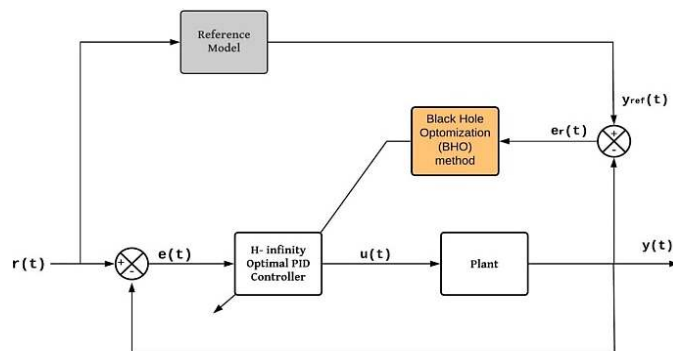 Reference
Model
yref(t)
Black Hole
Optomization
(BHO)
method
er(t)
+
-
r(t)
+
-
e(t)
H- infinity
Optimal PID
Controller
u(t)
Plant
y(t)